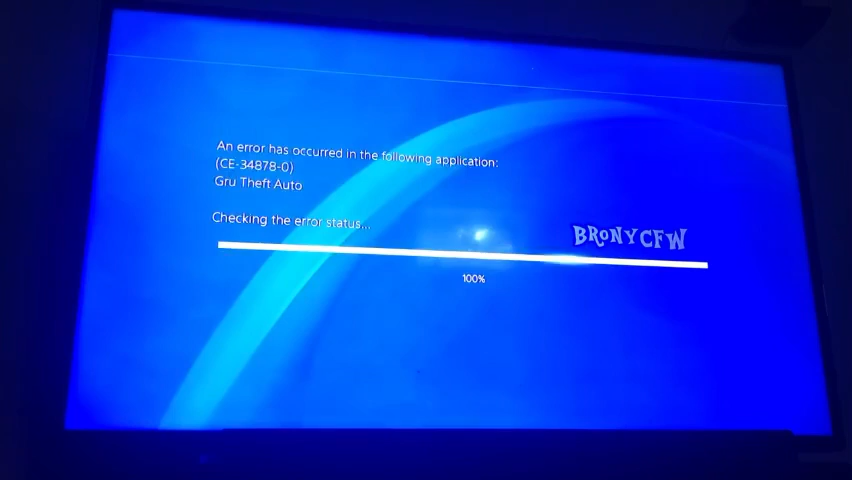 An error has occurred in the following application:
(CE-34878-0)
Gru Theft Auto
Checking the error status...
BRONYCFW
100%